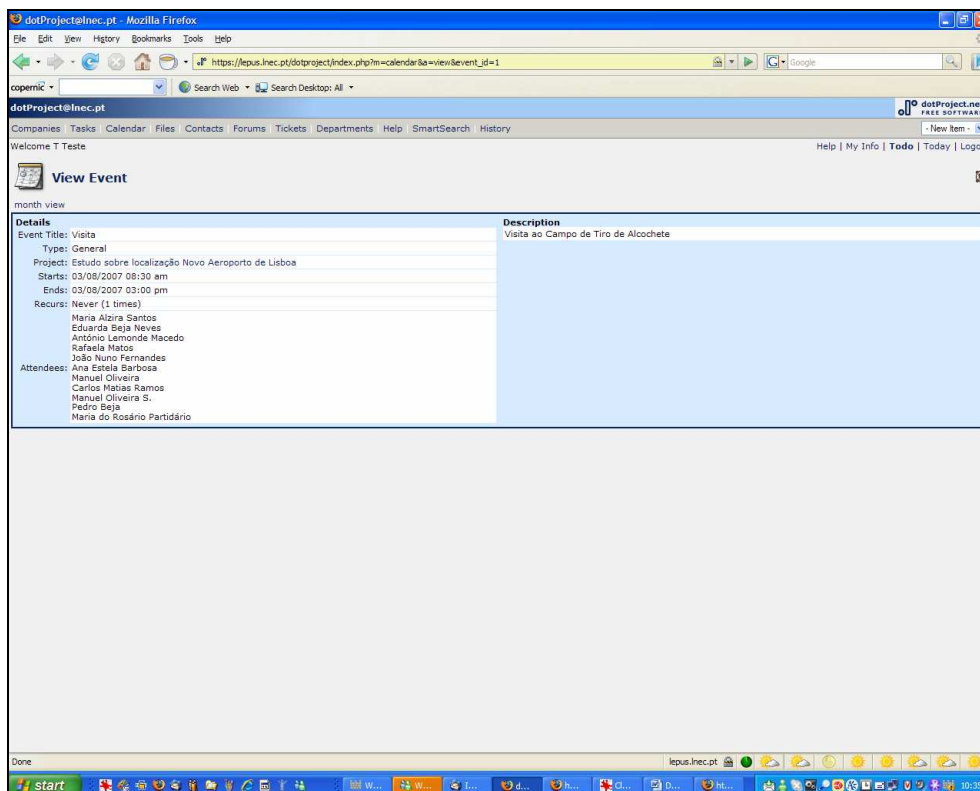 dotProject@lnec.pt - Mozilla Firefox
File Edit View History Bookmarks Tools Help
https://lepus.lnec.pt/dotproject/index.php?m=calendar&a=view&event_id=1
Google
copernic Search Web Search Desktop: All
dotProject@lnec.pt
dotProject.ne
FREE SOFTWAR
Companies Tasks Calendar Files Contacts Forums Tickets Departments Help SmartSearch History
- New Item -
Welcome T Teste
Help | My Info | Todo | Today | Logo
View Event
month view
Details
Event Title: Visita
Type: General
Project: Estudo sobre localização Novo Aeroporto de Lisboa
Starts: 03/08/2007 08:30 am
Ends: 03/08/2007 03:00 pm
Recurs: Never (1 times)
Attendees:
Maria Alzira Santos
Eduarda Beja Neves
António Lemonde Macedo
Rafaela Matos
João Nuno Fernandes
Ana Estela Barbosa
Manuel Oliveira
Carlos Matias Ramos
Manuel Oliveira S.
Pedro Beja
Maria do Rosário Partidário
Description
Visita ao Campo de Tiro de Alcochete
Done
lepus.lnec.pt
start
W... W... I... d... h... Cl... D... ht...